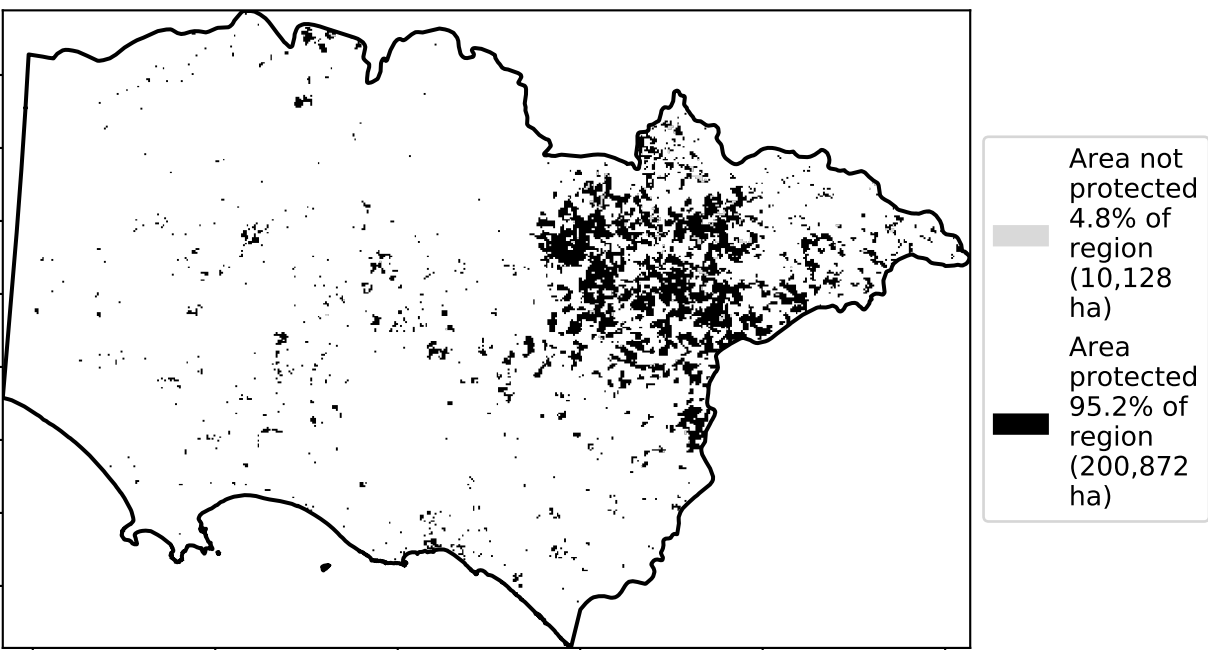 Area not
protected
4.8% of
region
(10,128
ha)
Area
protected
95.2% of
region
(200,872
ha)